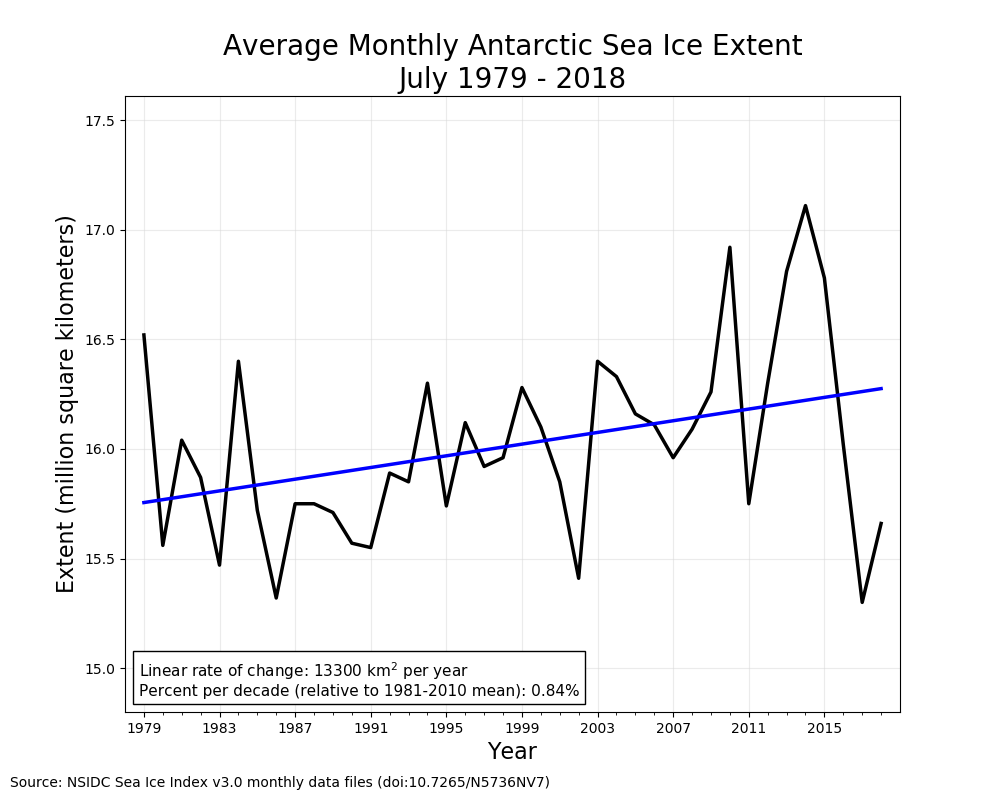 Average Monthly Antarctic Sea Ice Extent
July 1979 - 2018
Extent (million square kilometers)
17.5
17.0
16.5
16.0
15.5
15.0
Linear rate of change: 13300 km² per year
Percent per decade (relative to 1981-2010 mean): 0.84%
1979 1983 1987 1991 1995 1999 2003 2007 2011 2015
Year
Source: NSIDC Sea Ice Index v3.0 monthly data files (doi:10.7265/N5736NV7)